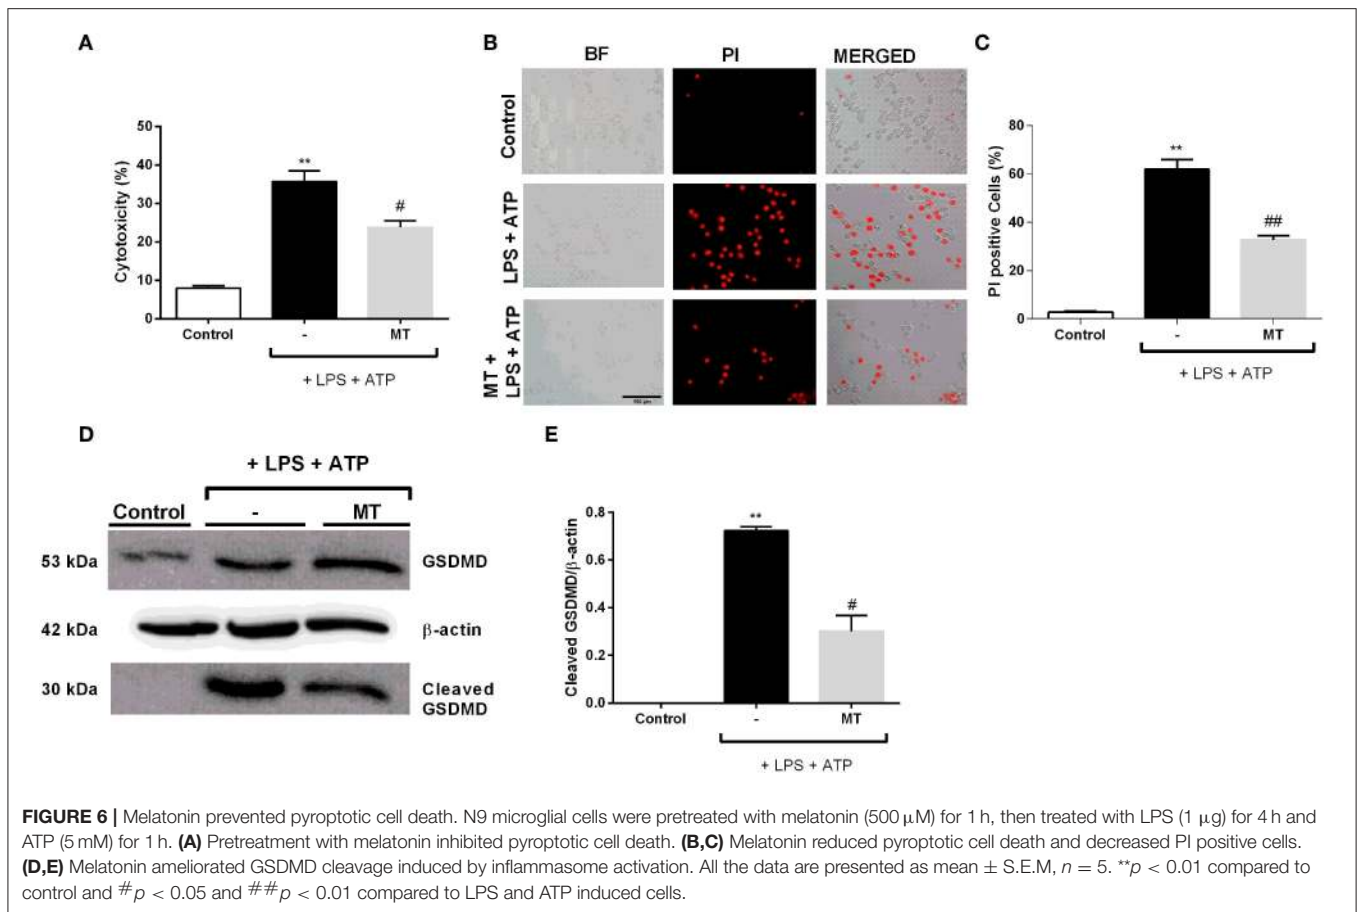 A
50
40
30
20
10
0
Cytotoxicity (%)
**
#
Control
-
MT
+ LPS + ATP
B
BF
PI
MERGED
Control
LPS + ATP
MT +
LPS + ATP
C
80
60
40
20
0
PI positive Cells (%)
**
##
Control
-
MT
+ LPS + ATP
D
+ LPS + ATP
Control
-
MT
53 kDa
GSDMD
42 kDa
β-actin
30 kDa
Cleaved
GSDMD
E
0.8
0.6
0.4
0.2
0.0
Cleaved GSDMD/β-actin
**
#
Control
-
MT
+ LPS + ATP
FIGURE 6 | Melatonin prevented pyroptotic cell death. N9 microglial cells were pretreated with melatonin (500 μM) for 1 h, then treated with LPS (1 μg) for 4 h and
ATP (5 mM) for 1 h. (A) Pretreatment with melatonin inhibited pyroptotic cell death. (B,C) Melatonin reduced pyroptotic cell death and decreased PI positive cells.
(D,E) Melatonin ameliorated GSDMD cleavage induced by inflammasome activation. All the data are presented as mean ± S.E.M, n = 5. **p < 0.01 compared to
control and #p < 0.05 and ##p < 0.01 compared to LPS and ATP induced cells.